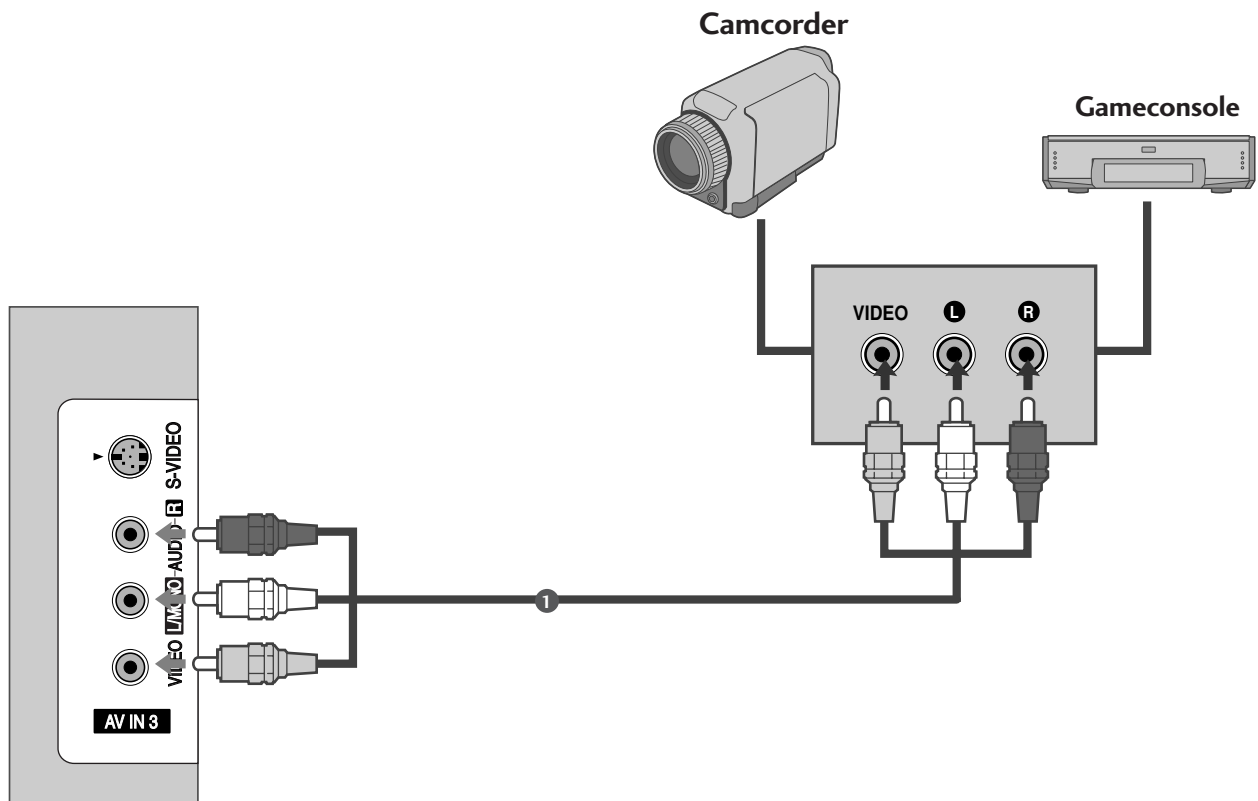 Camcorder
Gameconsole
VIDEO L R
S-VIDEO
VIDEO L/MONO AUDIO R
1
AV IN 3